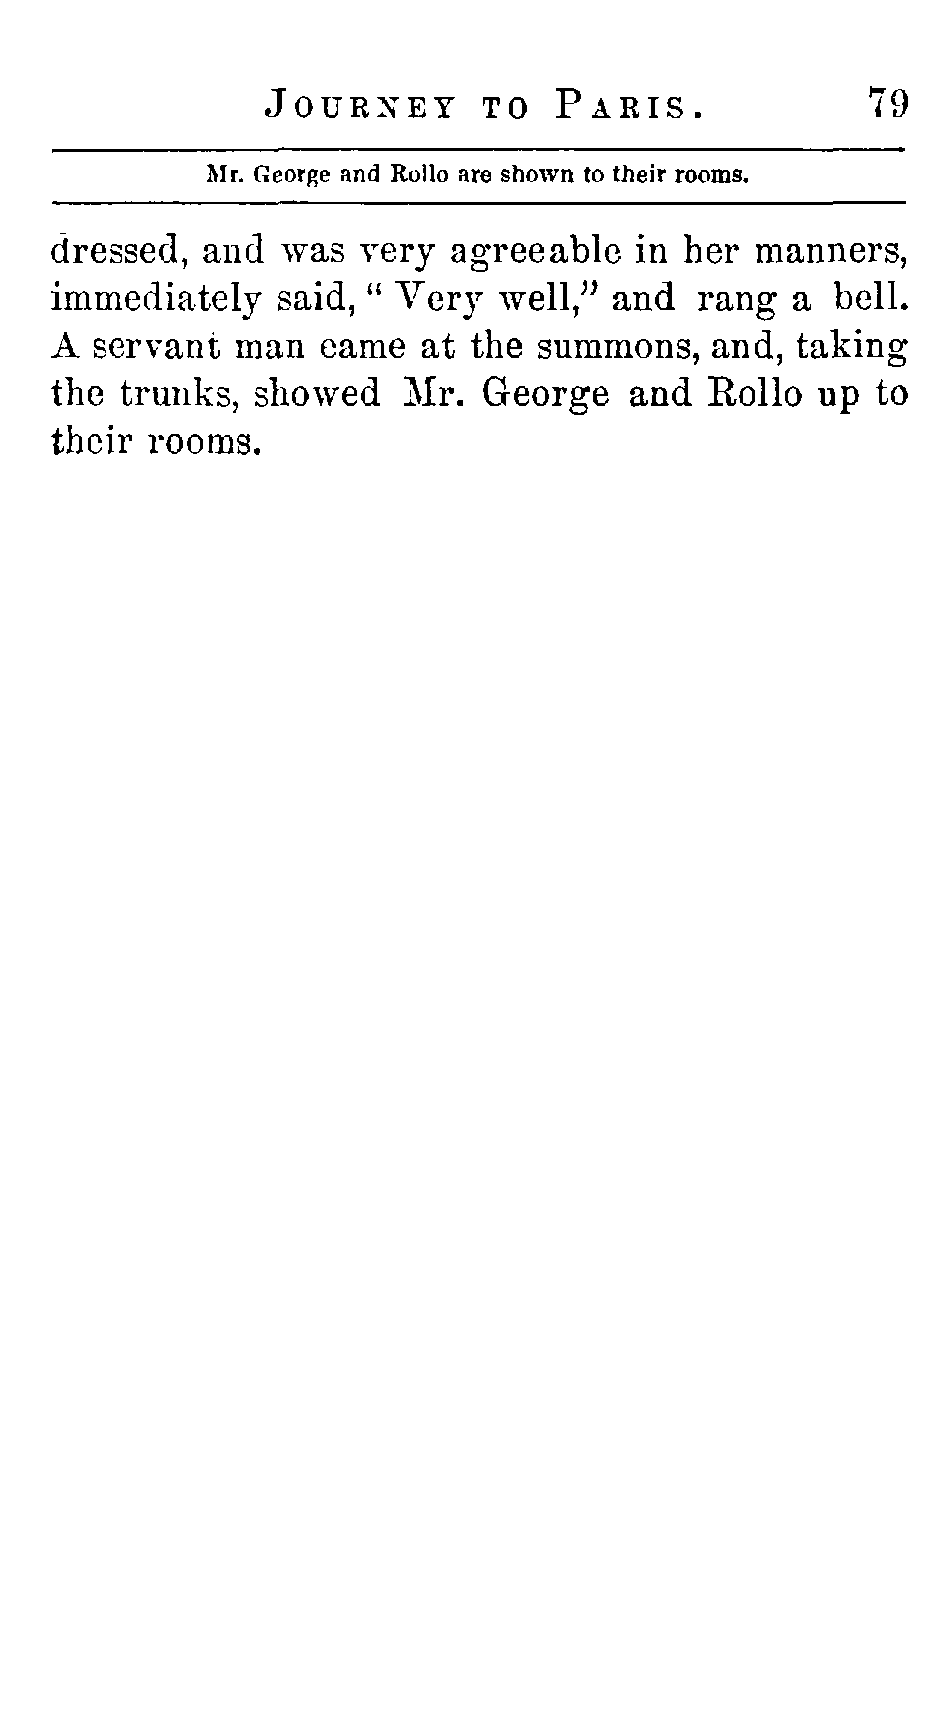 JOURNEY TO PARIS. 79
Mr. George and Rollo are shown to their rooms.
dressed, and was very agreeable in her manners,
immediately said, “ Very well,” and rang a bell.
A servant man came at the summons, and, taking
the trunks, showed Mr. George and Rollo up to
their rooms.